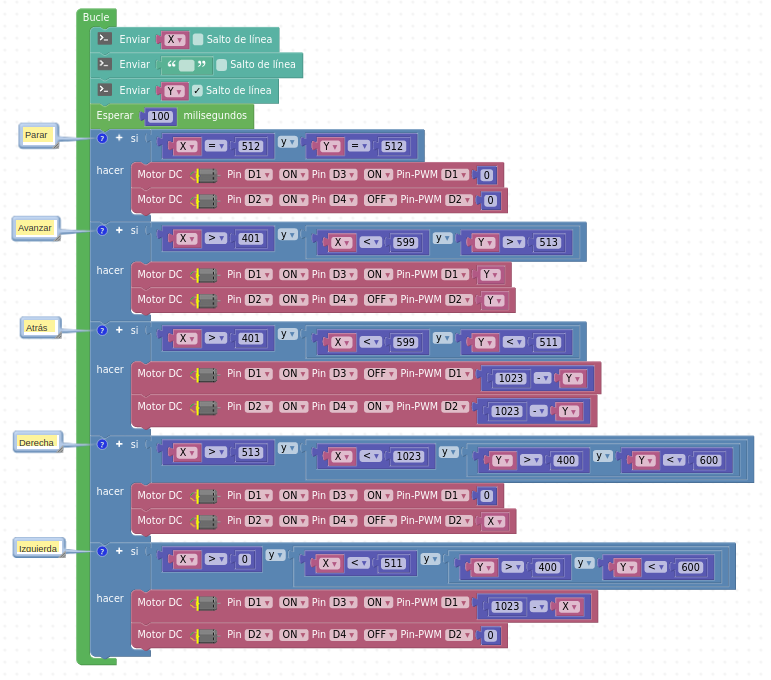 Bucle
Enviar X Salto de línea
Enviar “ ” Salto de línea
Enviar Y ✓ Salto de línea
Esperar 100 milisegundos
Parar
? + si X = 512 y Y = 512
hacer Motor DC Pin D1 ON Pin D3 ON Pin-PWM D1 0
Motor DC Pin D2 ON Pin D4 ON Pin-PWM D2 0
Avanzar
? + si X > 401 y X < 599 y Y > 513
hacer Motor DC Pin D1 ON Pin D3 ON Pin-PWM D1 Y
Motor DC Pin D2 ON Pin D4 OFF Pin-PWM D2 Y
Atrás
? + si X > 401 y X < 599 y Y < 511
hacer Motor DC Pin D1 ON Pin D3 OFF Pin-PWM D1 1023 - Y
Motor DC Pin D2 ON Pin D4 ON Pin-PWM D2 1023 - Y
Derecha
? + si X > 513 y X < 1023 y Y > 400 y Y < 600
hacer Motor DC Pin D1 ON Pin D3 ON Pin-PWM D1 0
Motor DC Pin D2 ON Pin D4 OFF Pin-PWM D2 X
Izquierda
? + si X > 0 y X < 511 y Y > 400 y Y < 600
hacer Motor DC Pin D1 ON Pin D3 ON Pin-PWM D1 1023 - X
Motor DC Pin D2 ON Pin D4 OFF Pin-PWM D2 0